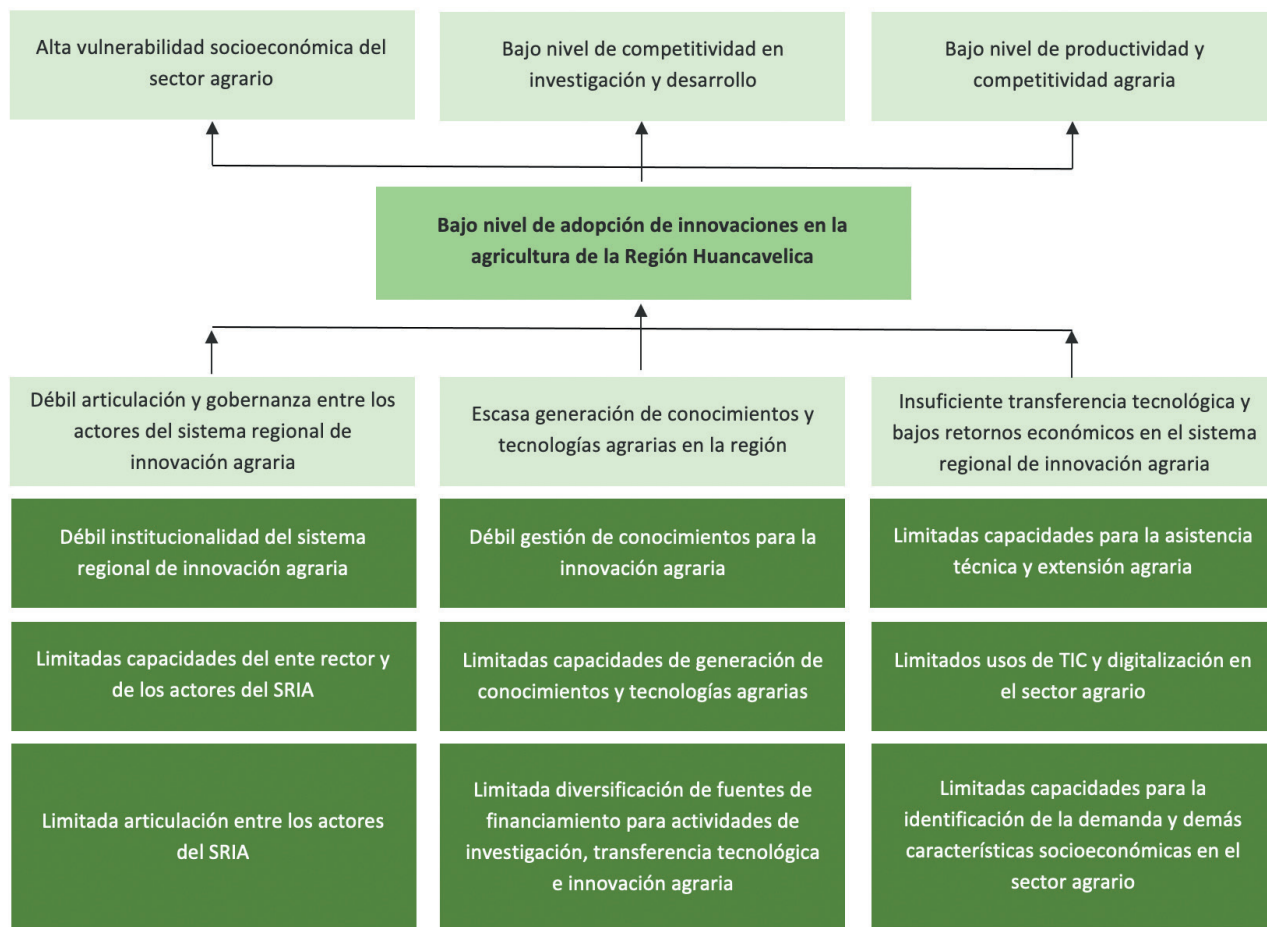 Alta vulnerabilidad socioeconómica del
sector agrario
Bajo nivel de competitividad en
investigación y desarrollo
Bajo nivel de productividad y
competitividad agraria
Bajo nivel de adopción de innovaciones en la
agricultura de la Región Huancavelica
Débil articulación y gobernanza entre los
actores del sistema regional de
innovación agraria
Escasa generación de conocimientos y
tecnologías agrarias en la región
Insuficiente transferencia tecnológica y
bajos retornos económicos en el sistema
regional de innovación agraria
Débil institucionalidad del sistema
regional de innovación agraria
Débil gestión de conocimientos para la
innovación agraria
Limitadas capacidades para la asistencia
técnica y extensión agraria
Limitadas capacidades del ente rector y
de los actores del SRIA
Limitadas capacidades de generación de
conocimientos y tecnologías agrarias
Limitados usos de TIC y digitalización en
el sector agrario
Limitada articulación entre los actores
del SRIA
Limitada diversificación de fuentes de
financiamiento para actividades de
investigación, transferencia tecnológica
e innovación agraria
Limitadas capacidades para la
identificación de la demanda y demás
características socioeconómicas en el
sector agrario